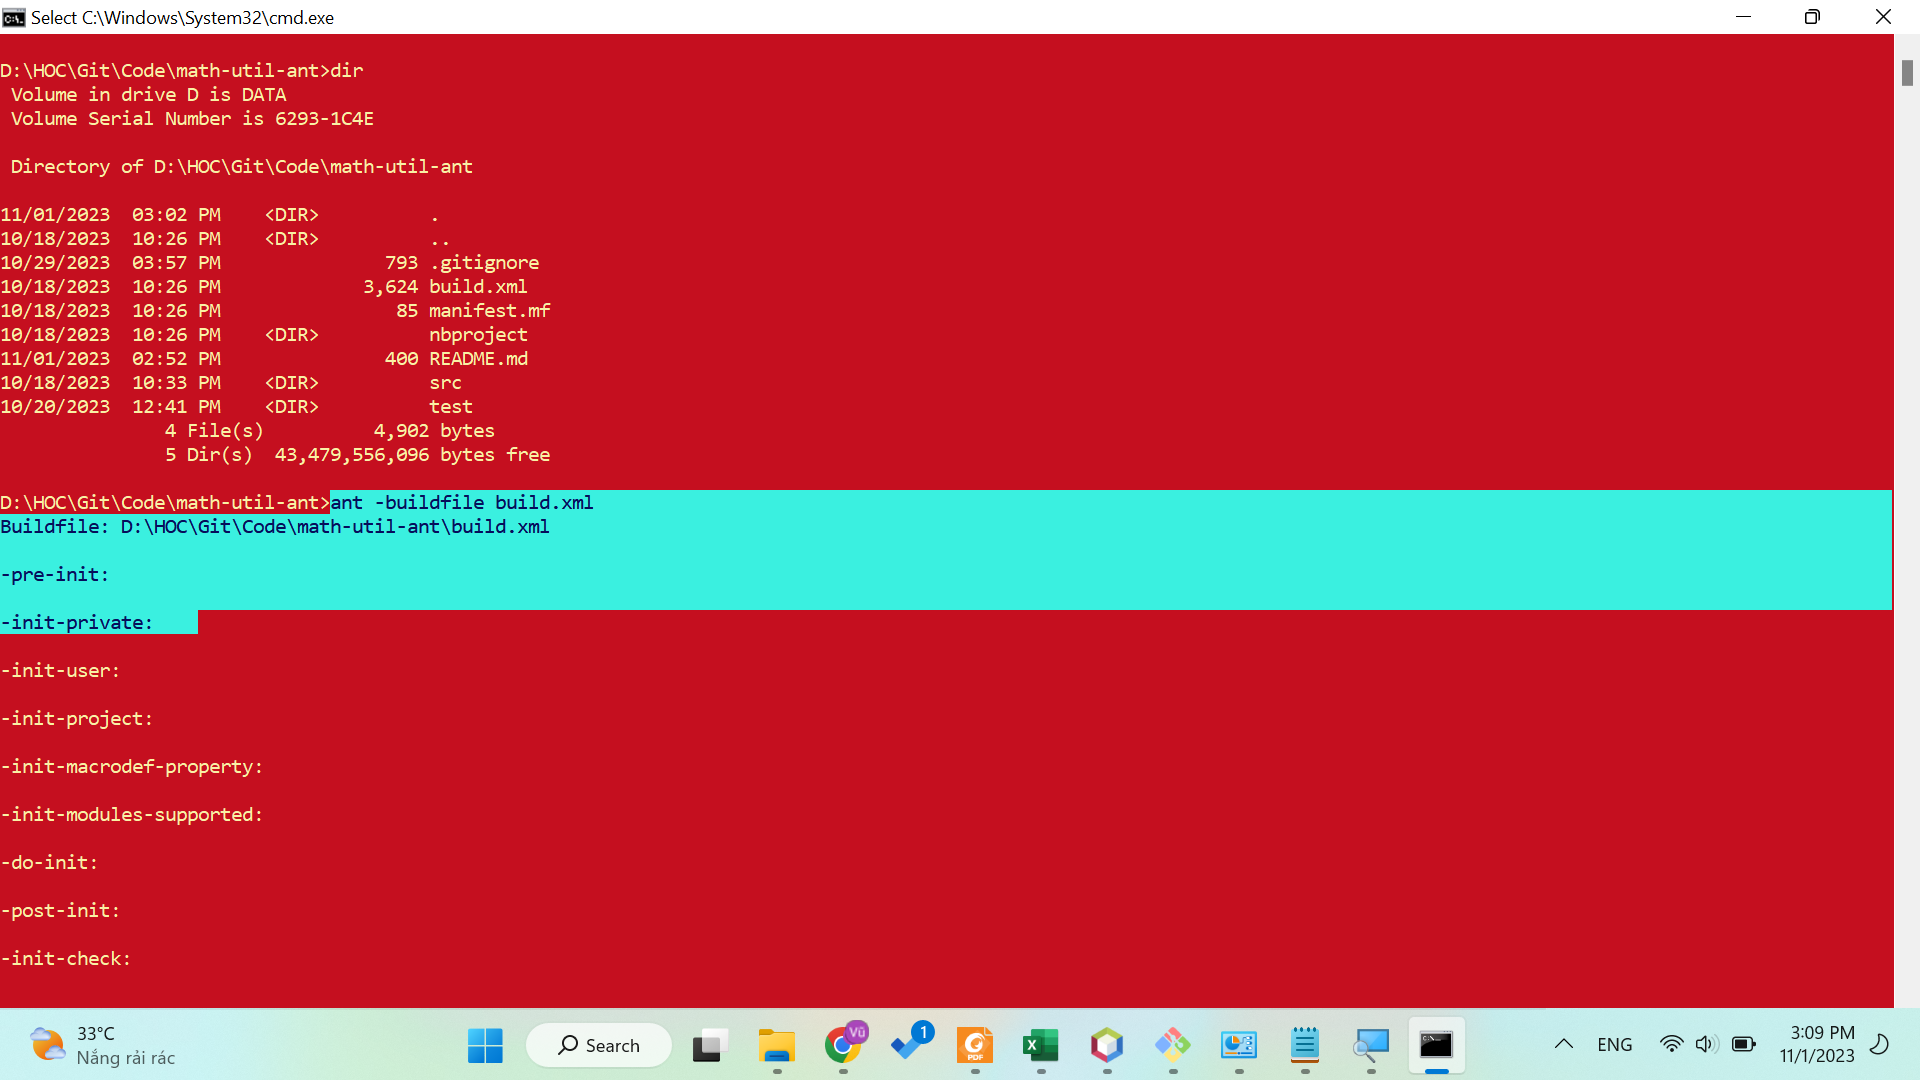 Select C:\Windows\System32\cmd.exe
D:\HOC\Git\Code\math-util-ant>dir
Volume in drive D is DATA
Volume Serial Number is 6293-1C4E
Directory of D:\HOC\Git\Code\math-util-ant
11/01/2023 03:02 PM <DIR> .
10/18/2023 10:26 PM <DIR> ..
10/29/2023 03:57 PM 793 .gitignore
10/18/2023 10:26 PM 3,624 build.xml
10/18/2023 10:26 PM 85 manifest.mf
10/18/2023 10:26 PM <DIR> nbproject
11/01/2023 02:52 PM 400 README.md
10/18/2023 10:33 PM <DIR> src
10/20/2023 12:41 PM <DIR> test
4 File(s) 4,902 bytes
5 Dir(s) 43,479,556,096 bytes free
D:\HOC\Git\Code\math-util-ant>ant -buildfile build.xml
Buildfile: D:\HOC\Git\Code\math-util-ant\build.xml
-pre-init:
-init-private:
-init-user:
-init-project:
-init-macrodef-property:
-init-modules-supported:
-do-init:
-post-init:
-init-check:
33°C
Nắng rải rác
Search
Vũ
1
PDF
ENG
3:09 PM
11/1/2023